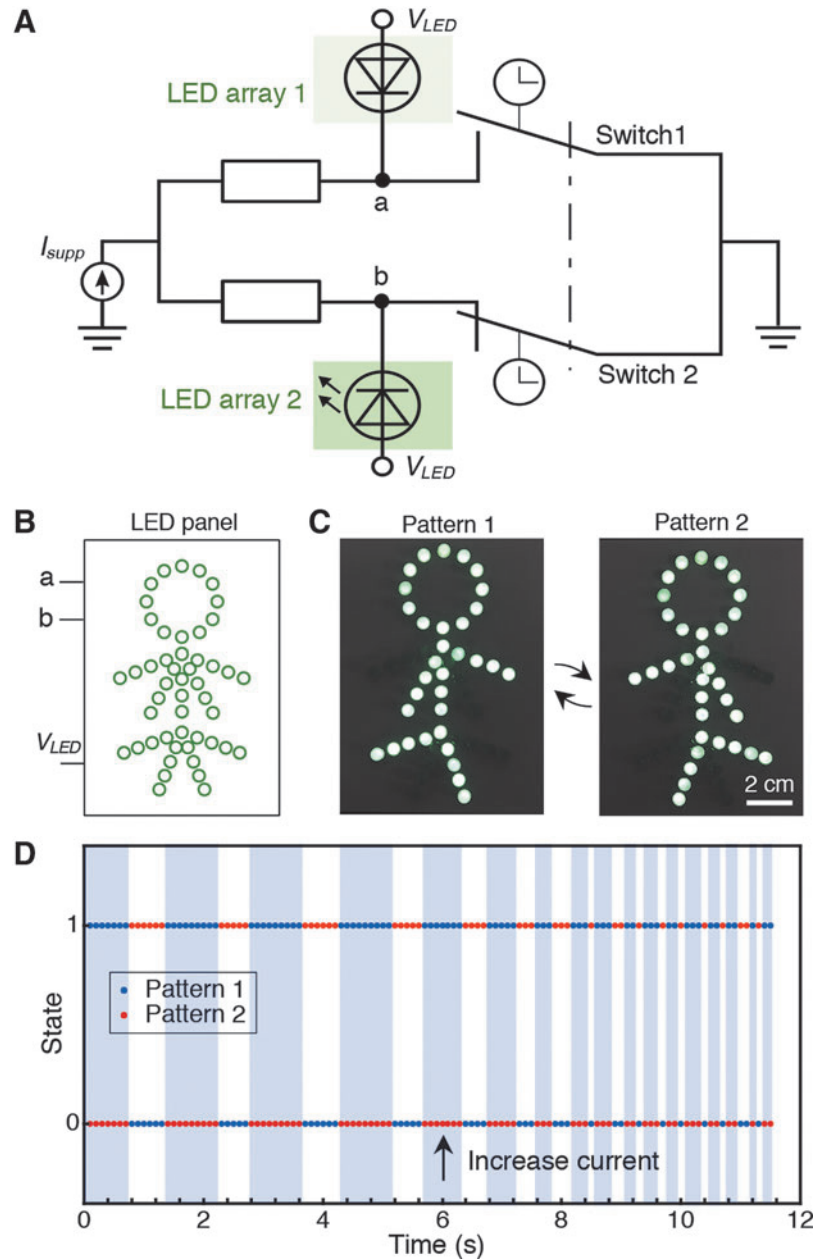 A
V_LED
LED array 1
Switch1
a
I_supp
b
Switch 2
LED array 2
V_LED
B
LED panel
a
b
V_LED
C
Pattern 1
Pattern 2
2 cm
D
1
Pattern 1
Pattern 2
State
0
Increase current
0 2 4 6 8 10 12
Time (s)